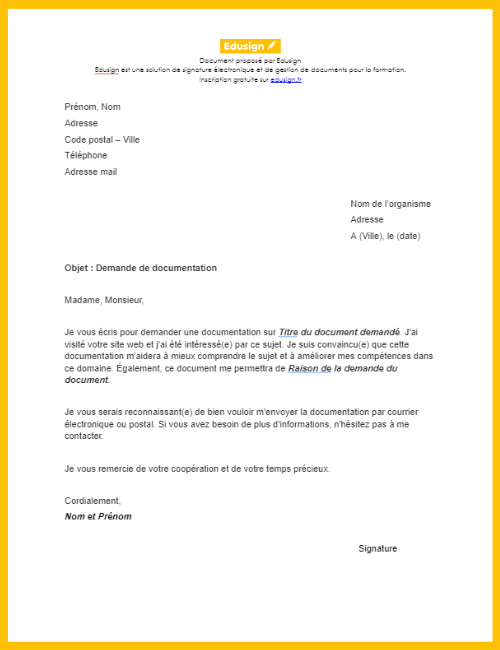 Edusign
Document proposé par Edusign
Edusign est une solution de signature électronique et de gestion de documents pour la formation.
Inscription gratuite sur edusign.fr
Prénom, Nom
Adresse
Code postal – Ville
Téléphone
Adresse mail
Nom de l'organisme
Adresse
A (Ville), le (date)
Objet : Demande de documentation
Madame, Monsieur,
Je vous écris pour demander une documentation sur Titre du document demandé. J'ai
visité votre site web et j'ai été intéressé(e) par ce sujet. Je suis convaincu(e) que cette
documentation m'aidera à mieux comprendre le sujet et à améliorer mes compétences dans
ce domaine. Également, ce document me permettra de Raison de la demande du
document.
Je vous serais reconnaissant(e) de bien vouloir m'envoyer la documentation par courrier
électronique ou postal. Si vous avez besoin de plus d'informations, n'hésitez pas à me
contacter.
Je vous remercie de votre coopération et de votre temps précieux.
Cordialement,
Nom et Prénom
Signature